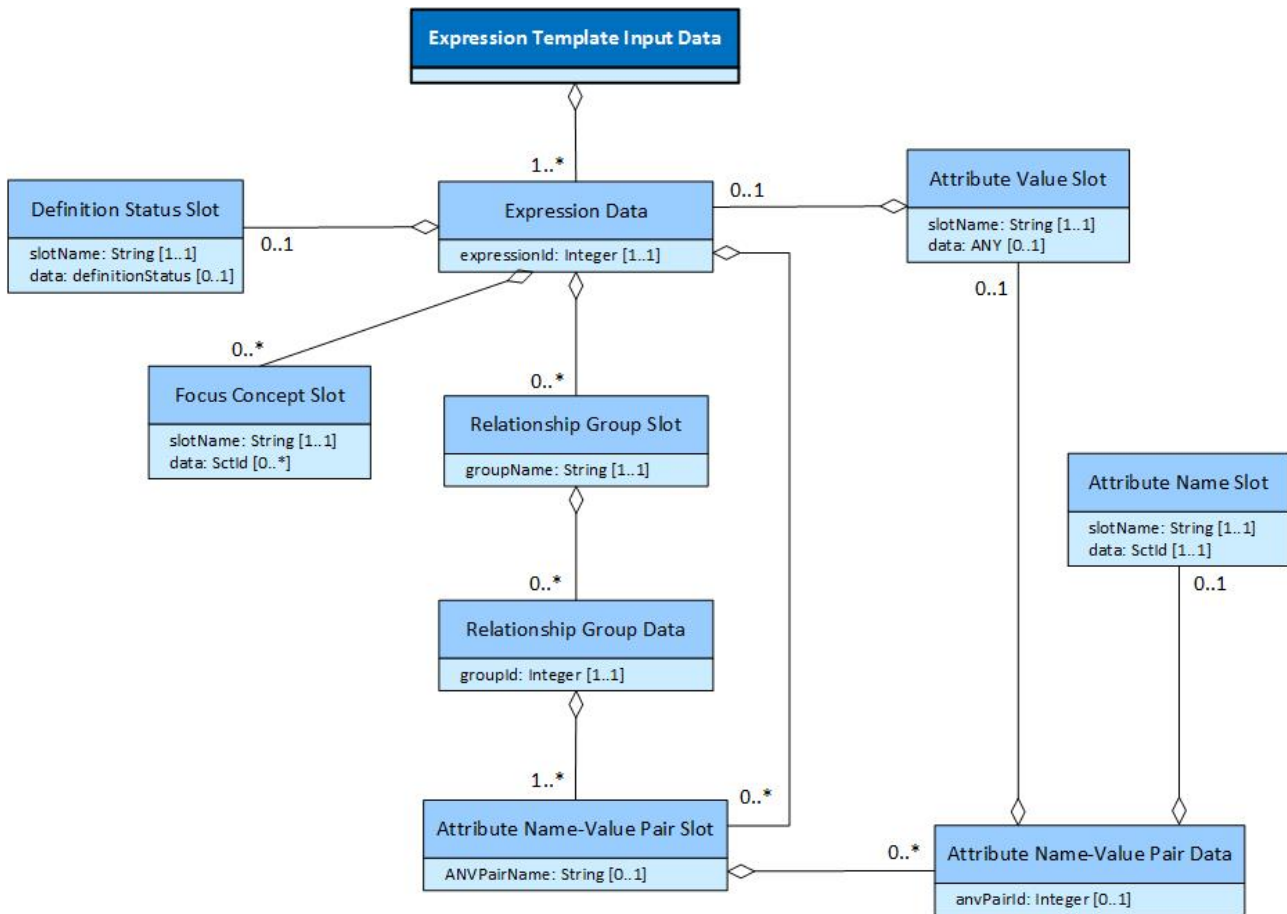 Expression Template Input Data
1..*
Definition Status Slot
slotName: String [1..1]
data: definitionStatus [0..1]
0..1
Expression Data
expressionId: Integer [1..1]
0..1
Attribute Value Slot
slotName: String [1..1]
data: ANY [0..1]
0..1
0..*
Focus Concept Slot
slotName: String [1..1]
data: SctId [0..*]
0..*
Relationship Group Slot
groupName: String [1..1]
Attribute Name Slot
slotName: String [1..1]
data: SctId [1..1]
0..1
0..*
Relationship Group Data
groupId: Integer [1..1]
1..*
0..*
Attribute Name-Value Pair Slot
ANVPairName: String [0..1]
0..*
Attribute Name-Value Pair Data
anvPairId: Integer [0..1]